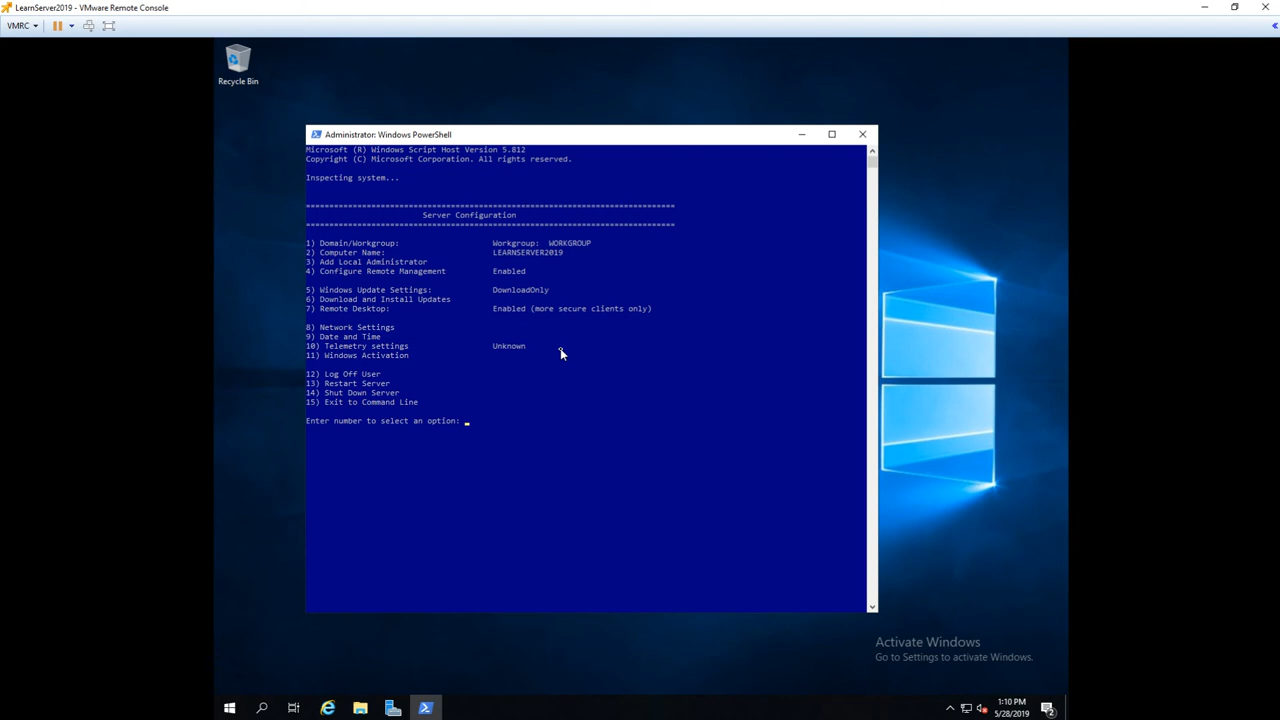 LearnServer2019 - VMware Remote Console
VMRC
Recycle Bin
Administrator: Windows PowerShell
Microsoft (R) Windows Script Host Version 5.812
Copyright (C) Microsoft Corporation. All rights reserved.
Inspecting system...
===============================================================================
Server Configuration
===============================================================================
1) Domain/Workgroup: Workgroup: WORKGROUP
2) Computer Name: LEARNSERVER2019
3) Add Local Administrator
4) Configure Remote Management Enabled
5) Windows Update Settings: DownloadOnly
6) Download and Install Updates
7) Remote Desktop: Enabled (more secure clients only)
8) Network Settings
9) Date and Time
10) Telemetry settings Unknown
11) Windows Activation
12) Log Off User
13) Restart Server
14) Shut Down Server
15) Exit to Command Line
Enter number to select an option: _
Activate Windows
Go to Settings to activate Windows.
1:10 PM
5/28/2019
2